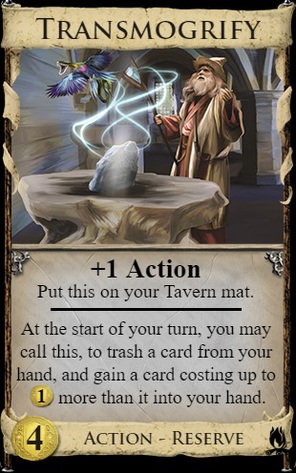 TRANSMOGRIFY
+1 Action
Put this on your Tavern mat.
At the start of your turn, you may
call this, to trash a card from your
hand, and gain a card costing up to
1 more than it into your hand.
4 ACTION - RESERVE